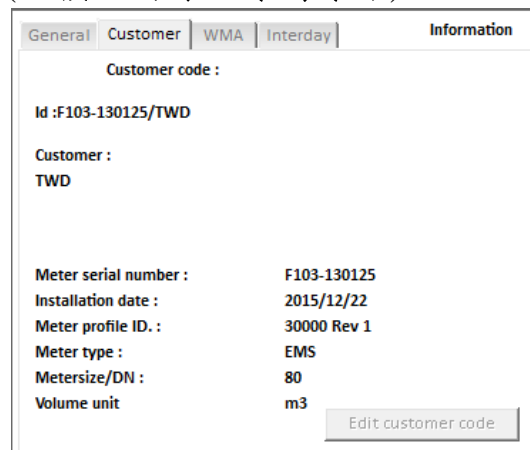 General Customer WMA Interday Information
Customer code :
Id :F103-130125/TWD
Customer :
TWD
Meter serial number : F103-130125
Installation date : 2015/12/22
Meter profile ID. : 30000 Rev 1
Meter type : EMS
Metersize/DN : 80
Volume unit m3
Edit customer code